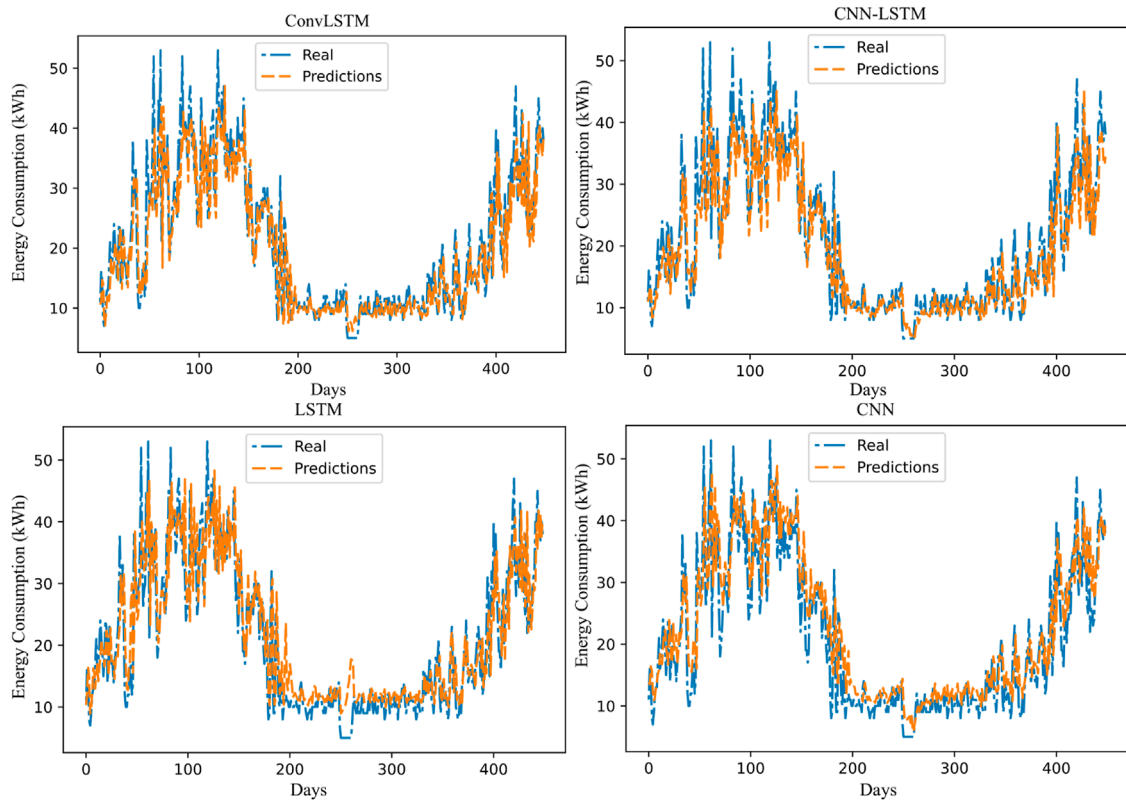 ConvLSTM
Real
Predictions
Energy Consumption (kWh)
50
40
30
20
10
0
100
200
300
400
Days
CNN-LSTM
Real
Predictions
Energy Consumption (kWh)
50
40
30
20
10
0
100
200
300
400
Days
LSTM
Real
Predictions
Energy Consumption (kWh)
50
40
30
20
10
0
100
200
300
400
Days
CNN
Real
Predictions
Energy Consumption (kWh)
50
40
30
20
10
0
100
200
300
400
Days